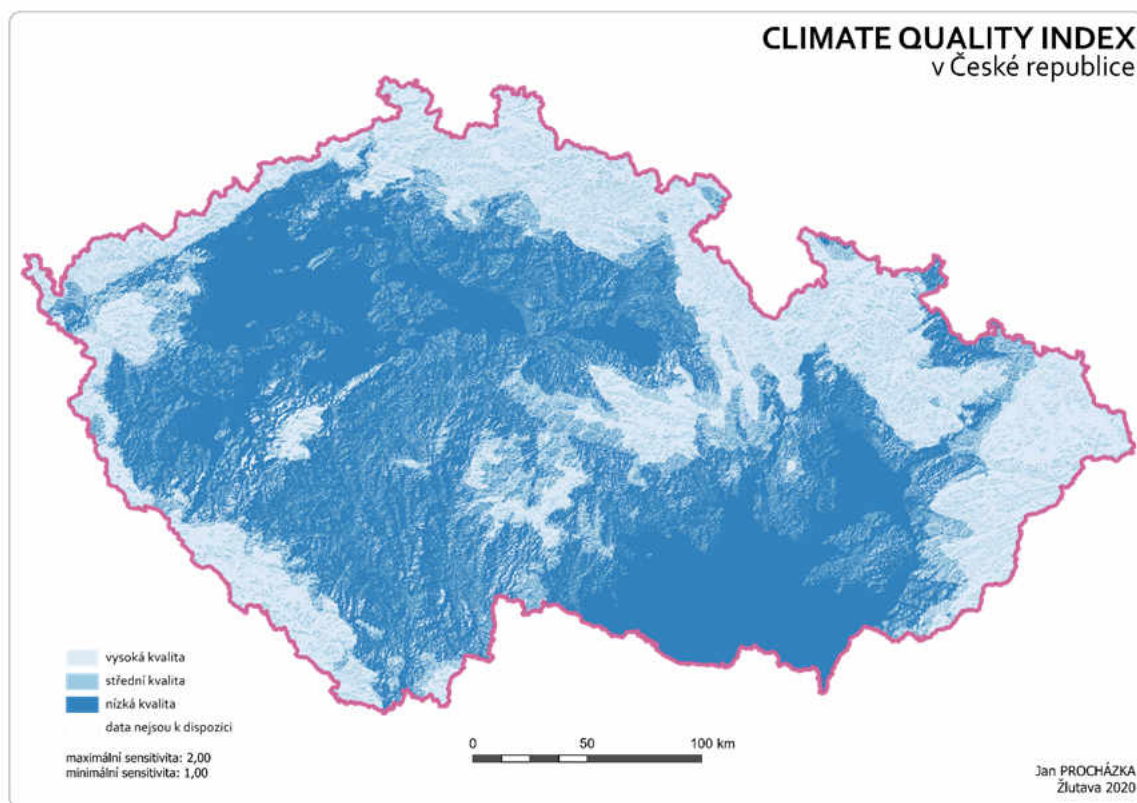 CLIMATE QUALITY INDEX
v České republice
vysoká kvalita
střední kvalita
nízká kvalita
data nejsou k dispozici
maximální sensitivita: 2,00
minimální sensitivita: 1,00
0 50 100 km
Jan PROCHÁZKA
Žlutava 2020